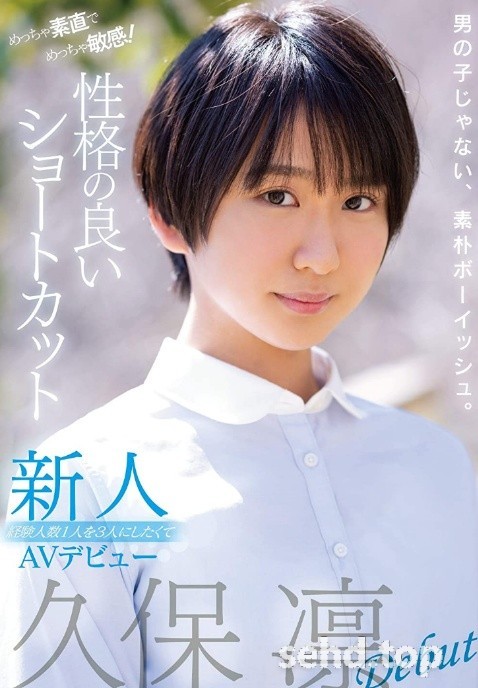 めっちゃ素直で
めっちゃ敏感!
性格の良い
ショートカット
男の子じゃない、素朴ボーイッシュ。
新人
経験人数1人を3人にしたくて
AVデビュー
久保凛
Debut
sehd.top